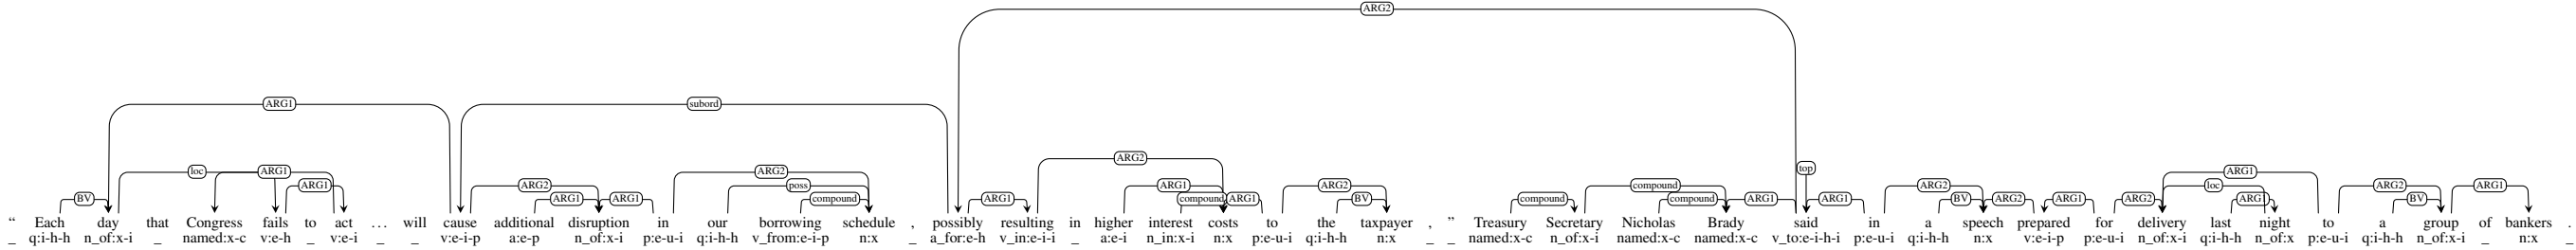 ARG2
ARG1 subord
ARG2
top
loc ARG1 ARG2 ARG1
ARG1 ARG2 poss ARG1 ARG2 compound ARG2 loc ARG2
BV ARG1 ARG1 compound ARG1 compound ARG1 BV compound compound ARG1 ARG1 BV ARG2 ARG1 ARG2 ARG1 BV ARG1
“ Each day that Congress fails to act … will cause additional disruption in our borrowing schedule , possibly resulting in higher interest costs to the taxpayer , ” Treasury Secretary Nicholas Brady said in a speech prepared for delivery last night to a group of bankers .
_ q:i-h-h n_of:x-i _ named:x-c v:e-h _ v:e-i _ _ v:e-i-p a:e-p n_of:x-i p:e-u-i q:i-h-h v_from:e-i-p n:x _ a_for:e-h v_in:e-i-i _ a:e-i n_in:x-i n:x p:e-u-i q:i-h-h n:x _ _ named:x-c n_of:x-i named:x-c named:x-c v_to:e-i-h-i p:e-u-i q:i-h-h n:x v:e-i-p p:e-u-i n_of:x-i q:i-h-h n_of:x p:e-u-i q:i-h-h n_of:x-i _ n:x _